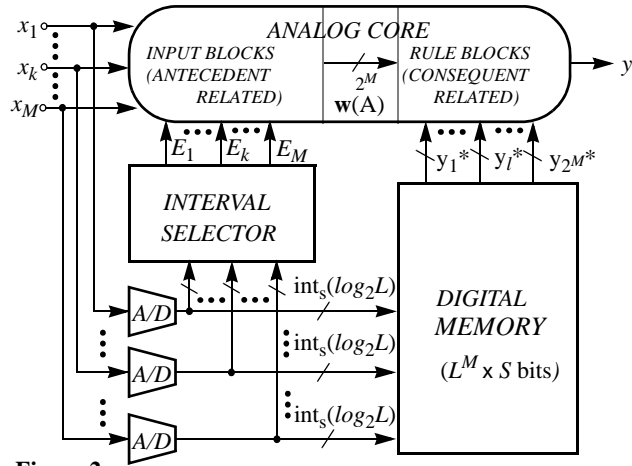 ANALOG CORE
x1
INPUT BLOCKS
(ANTECEDENT
RELATED)
2^M
w(A)
RULE BLOCKS
(CONSEQUENT
RELATED)
xk
y
xM
E1 Ek EM
y1* yl* y2^M*
INTERVAL
SELECTOR
DIGITAL
MEMORY
(L^M x S bits)
A/D
ints(log2L)
A/D
ints(log2L)
A/D
ints(log2L)